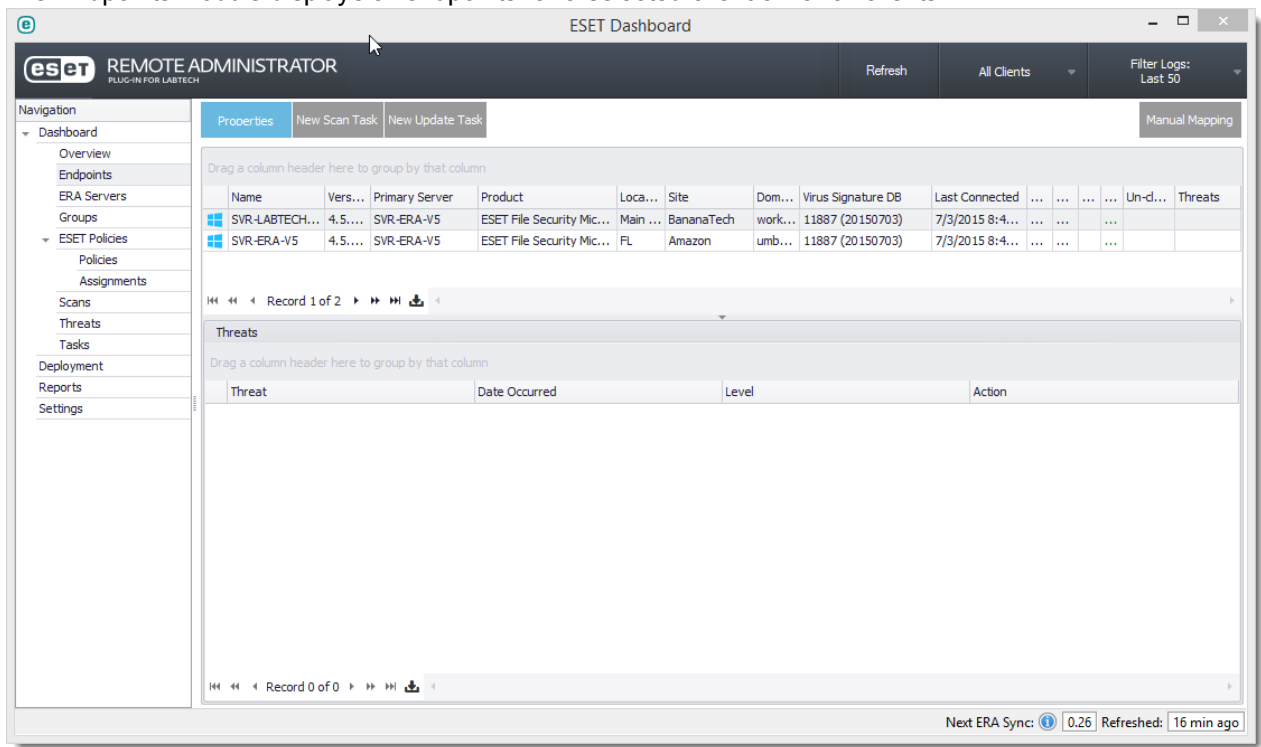 ESET Dashboard
eset REMOTE ADMINISTRATOR
PLUG-IN FOR LABTECH
Refresh
All Clients
Filter Logs:
Last 50
Navigation
Dashboard
Overview
Endpoints
ERA Servers
Groups
ESET Policies
Policies
Assignments
Scans
Threats
Tasks
Deployment
Reports
Settings
Properties New Scan Task New Update Task Manual Mapping
Drag a column header here to group by that column
Name Vers... Primary Server Product Loca... Site Dom... Virus Signature DB Last Connected ... ... ... ... Un-cl... Threats
SVR-LABTECH... 4.5.... SVR-ERA-V5 ESET File Security Mic... Main ... BananaTech work... 11887 (20150703) 7/3/2015 8:4... ... ... ...
SVR-ERA-V5 4.5.... SVR-ERA-V5 ESET File Security Mic... FL Amazon umb... 11887 (20150703) 7/3/2015 8:4... ... ... ...
Record 1 of 2
Threats
Drag a column header here to group by that column
Threat Date Occurred Level Action
Record 0 of 0
Next ERA Sync: 0.26 Refreshed: 16 min ago